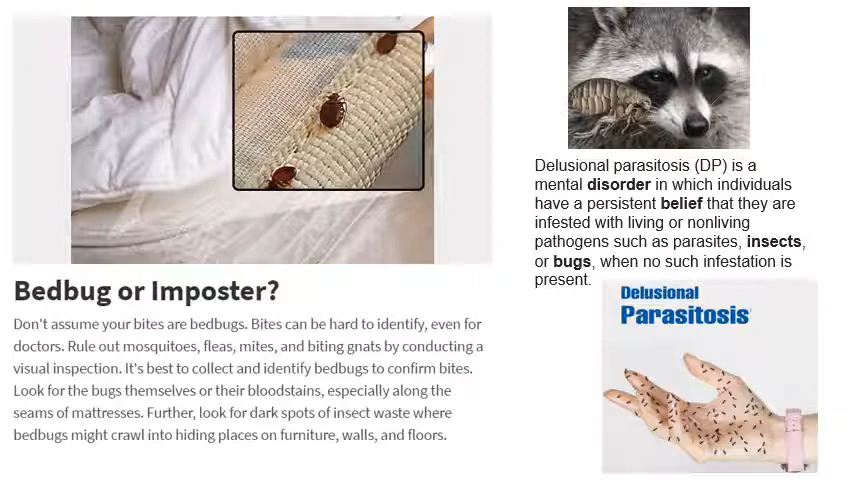 Bedbug or Imposter?
Don't assume your bites are bedbugs. Bites can be hard to identify, even for
doctors. Rule out mosquitoes, fleas, mites, and biting gnats by conducting a
visual inspection. It's best to collect and identify bedbugs to confirm bites.
Look for the bugs themselves or their bloodstains, especially along the
seams of mattresses. Further, look for dark spots of insect waste where
bedbugs might crawl into hiding places on furniture, walls, and floors.
Delusional parasitosis (DP) is a
mental disorder in which individuals
have a persistent belief that they are
infested with living or nonliving
pathogens such as parasites, insects,
or bugs, when no such infestation is
present.
Delusional
Parasitosis